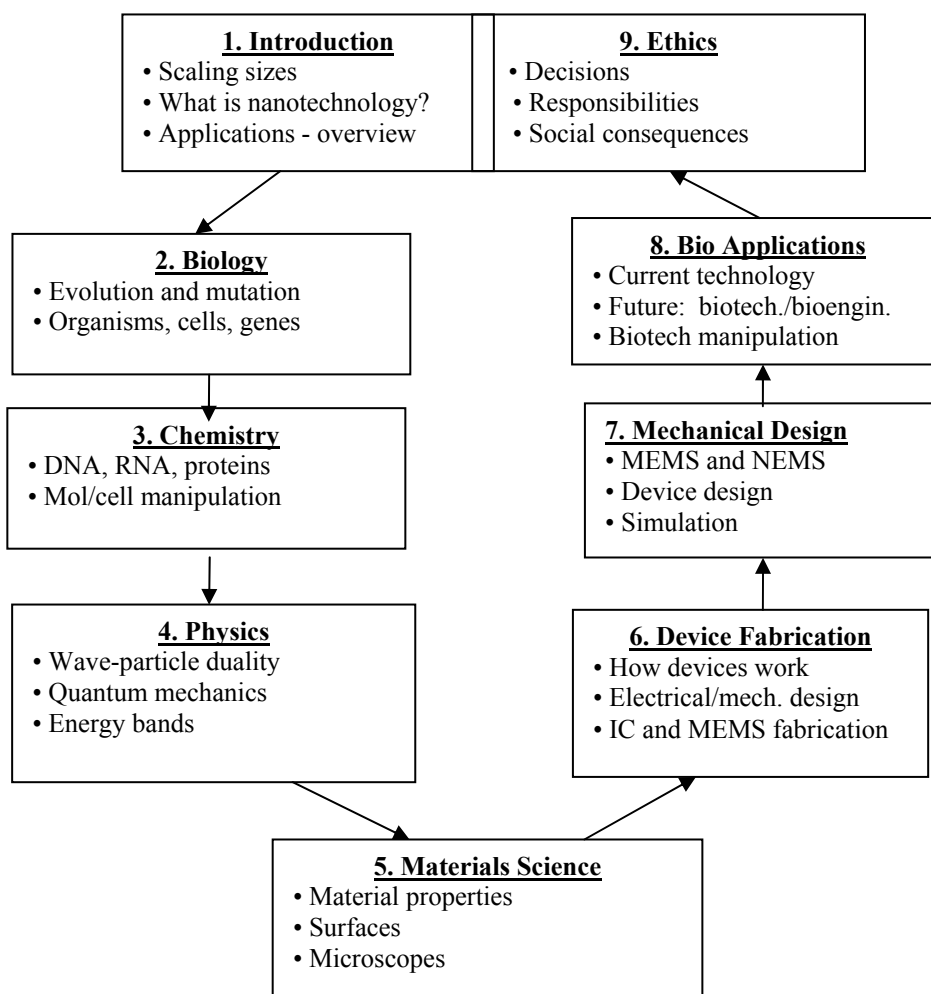 1. Introduction
• Scaling sizes
• What is nanotechnology?
• Applications - overview
2. Biology
• Evolution and mutation
• Organisms, cells, genes
3. Chemistry
• DNA, RNA, proteins
• Mol/cell manipulation
4. Physics
• Wave-particle duality
• Quantum mechanics
• Energy bands
5. Materials Science
• Material properties
• Surfaces
• Microscopes
6. Device Fabrication
• How devices work
• Electrical/mech. design
• IC and MEMS fabrication
7. Mechanical Design
• MEMS and NEMS
• Device design
• Simulation
8. Bio Applications
• Current technology
• Future:  biotech./bioengin.
• Biotech manipulation
9. Ethics
• Decisions
• Responsibilities
• Social consequences